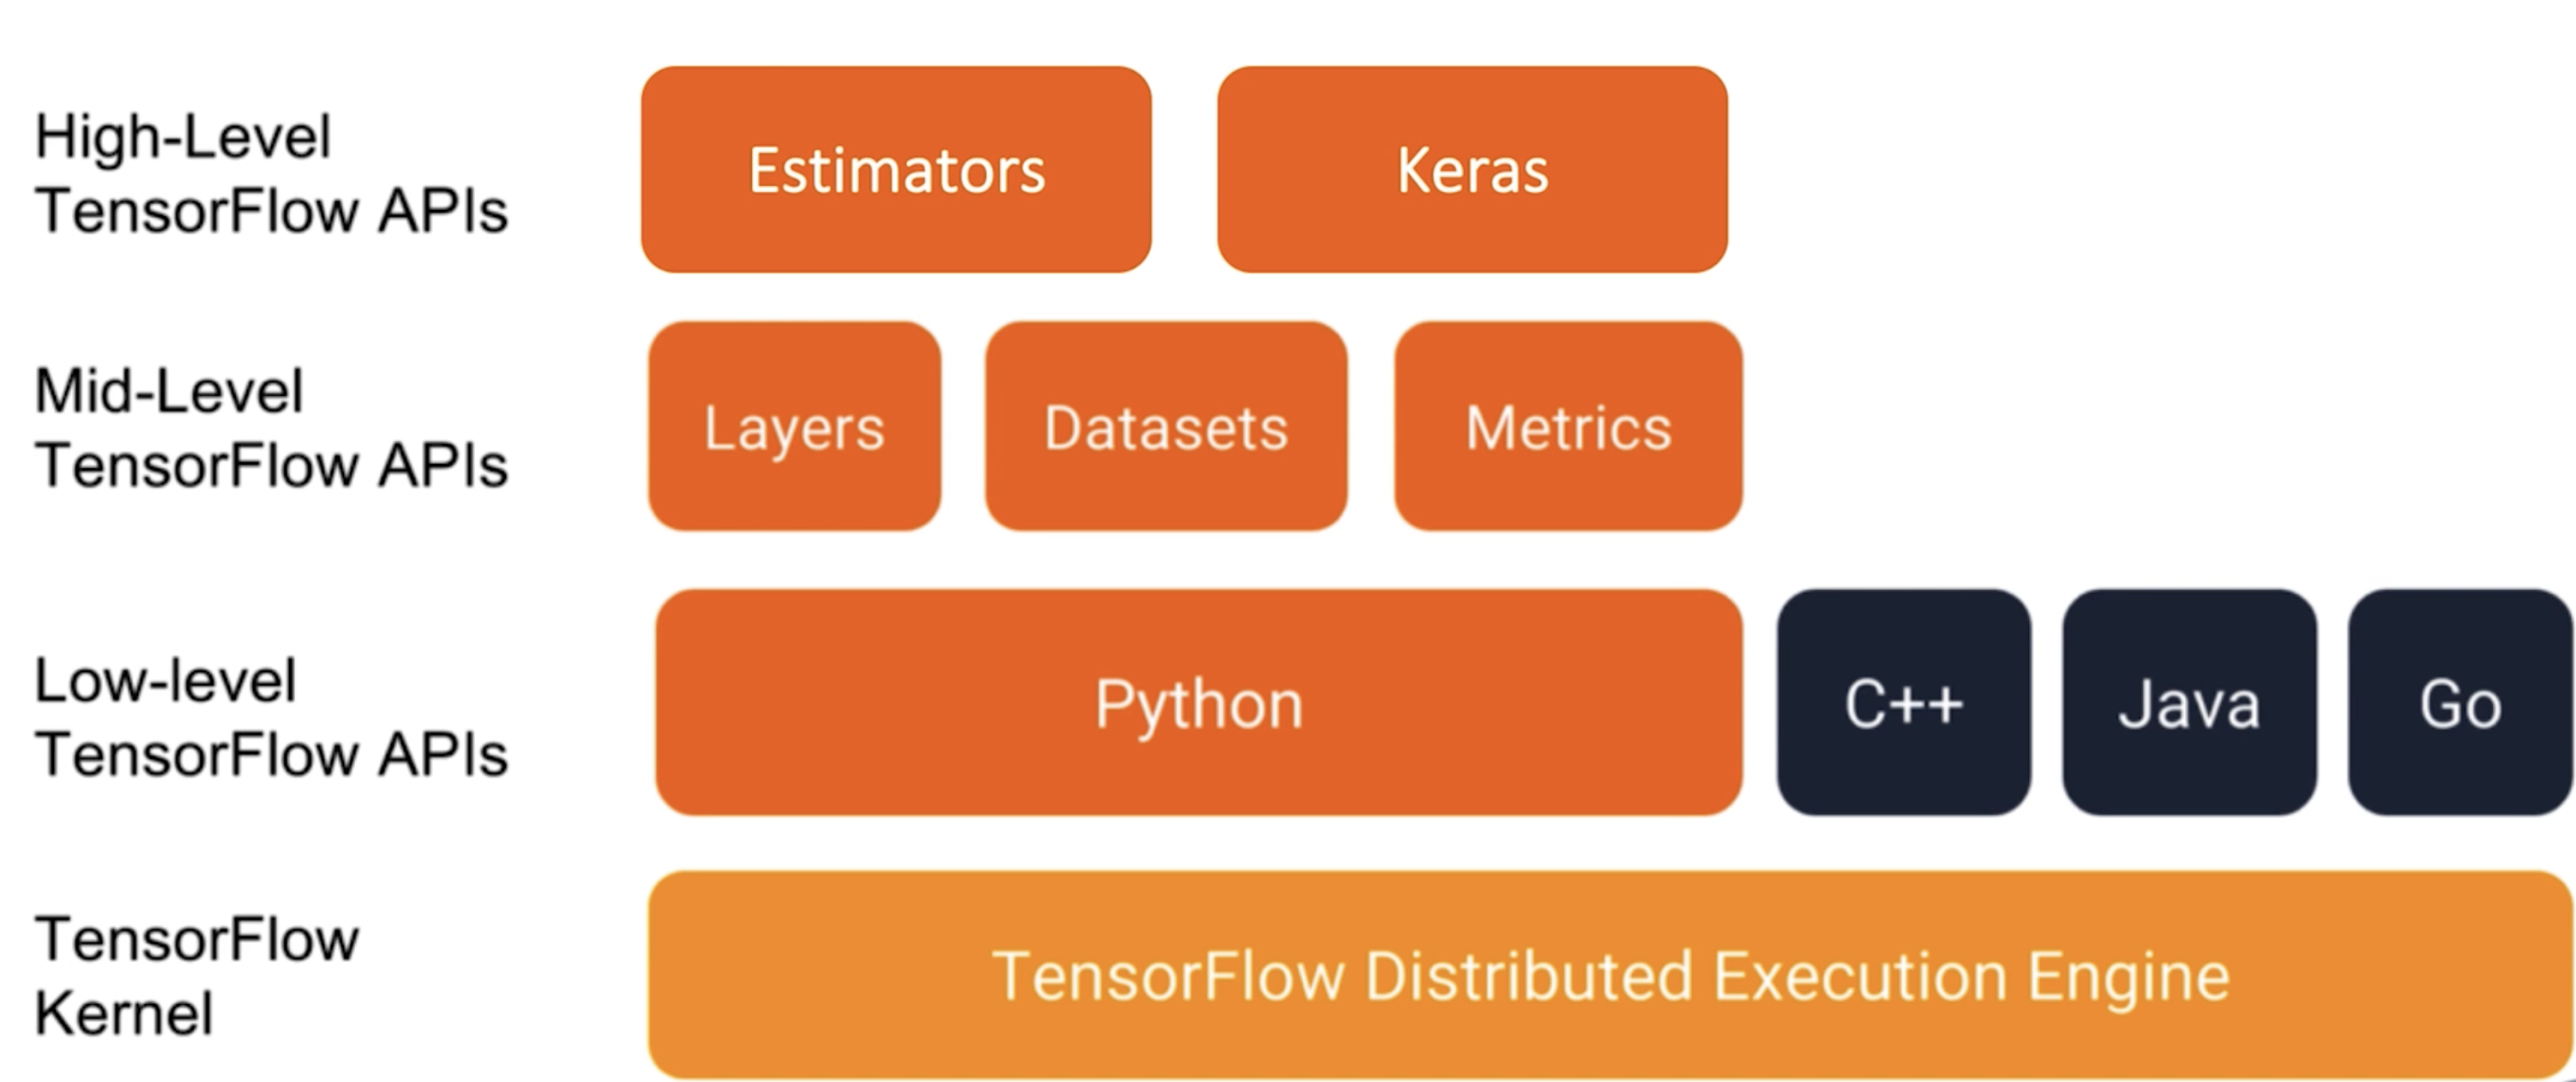 High-Level
TensorFlow APIs
Estimators
Keras
Mid-Level
TensorFlow APIs
Layers
Datasets
Metrics
Low-level
TensorFlow APIs
Python
C++
Java
Go
TensorFlow
Kernel
TensorFlow Distributed Execution Engine